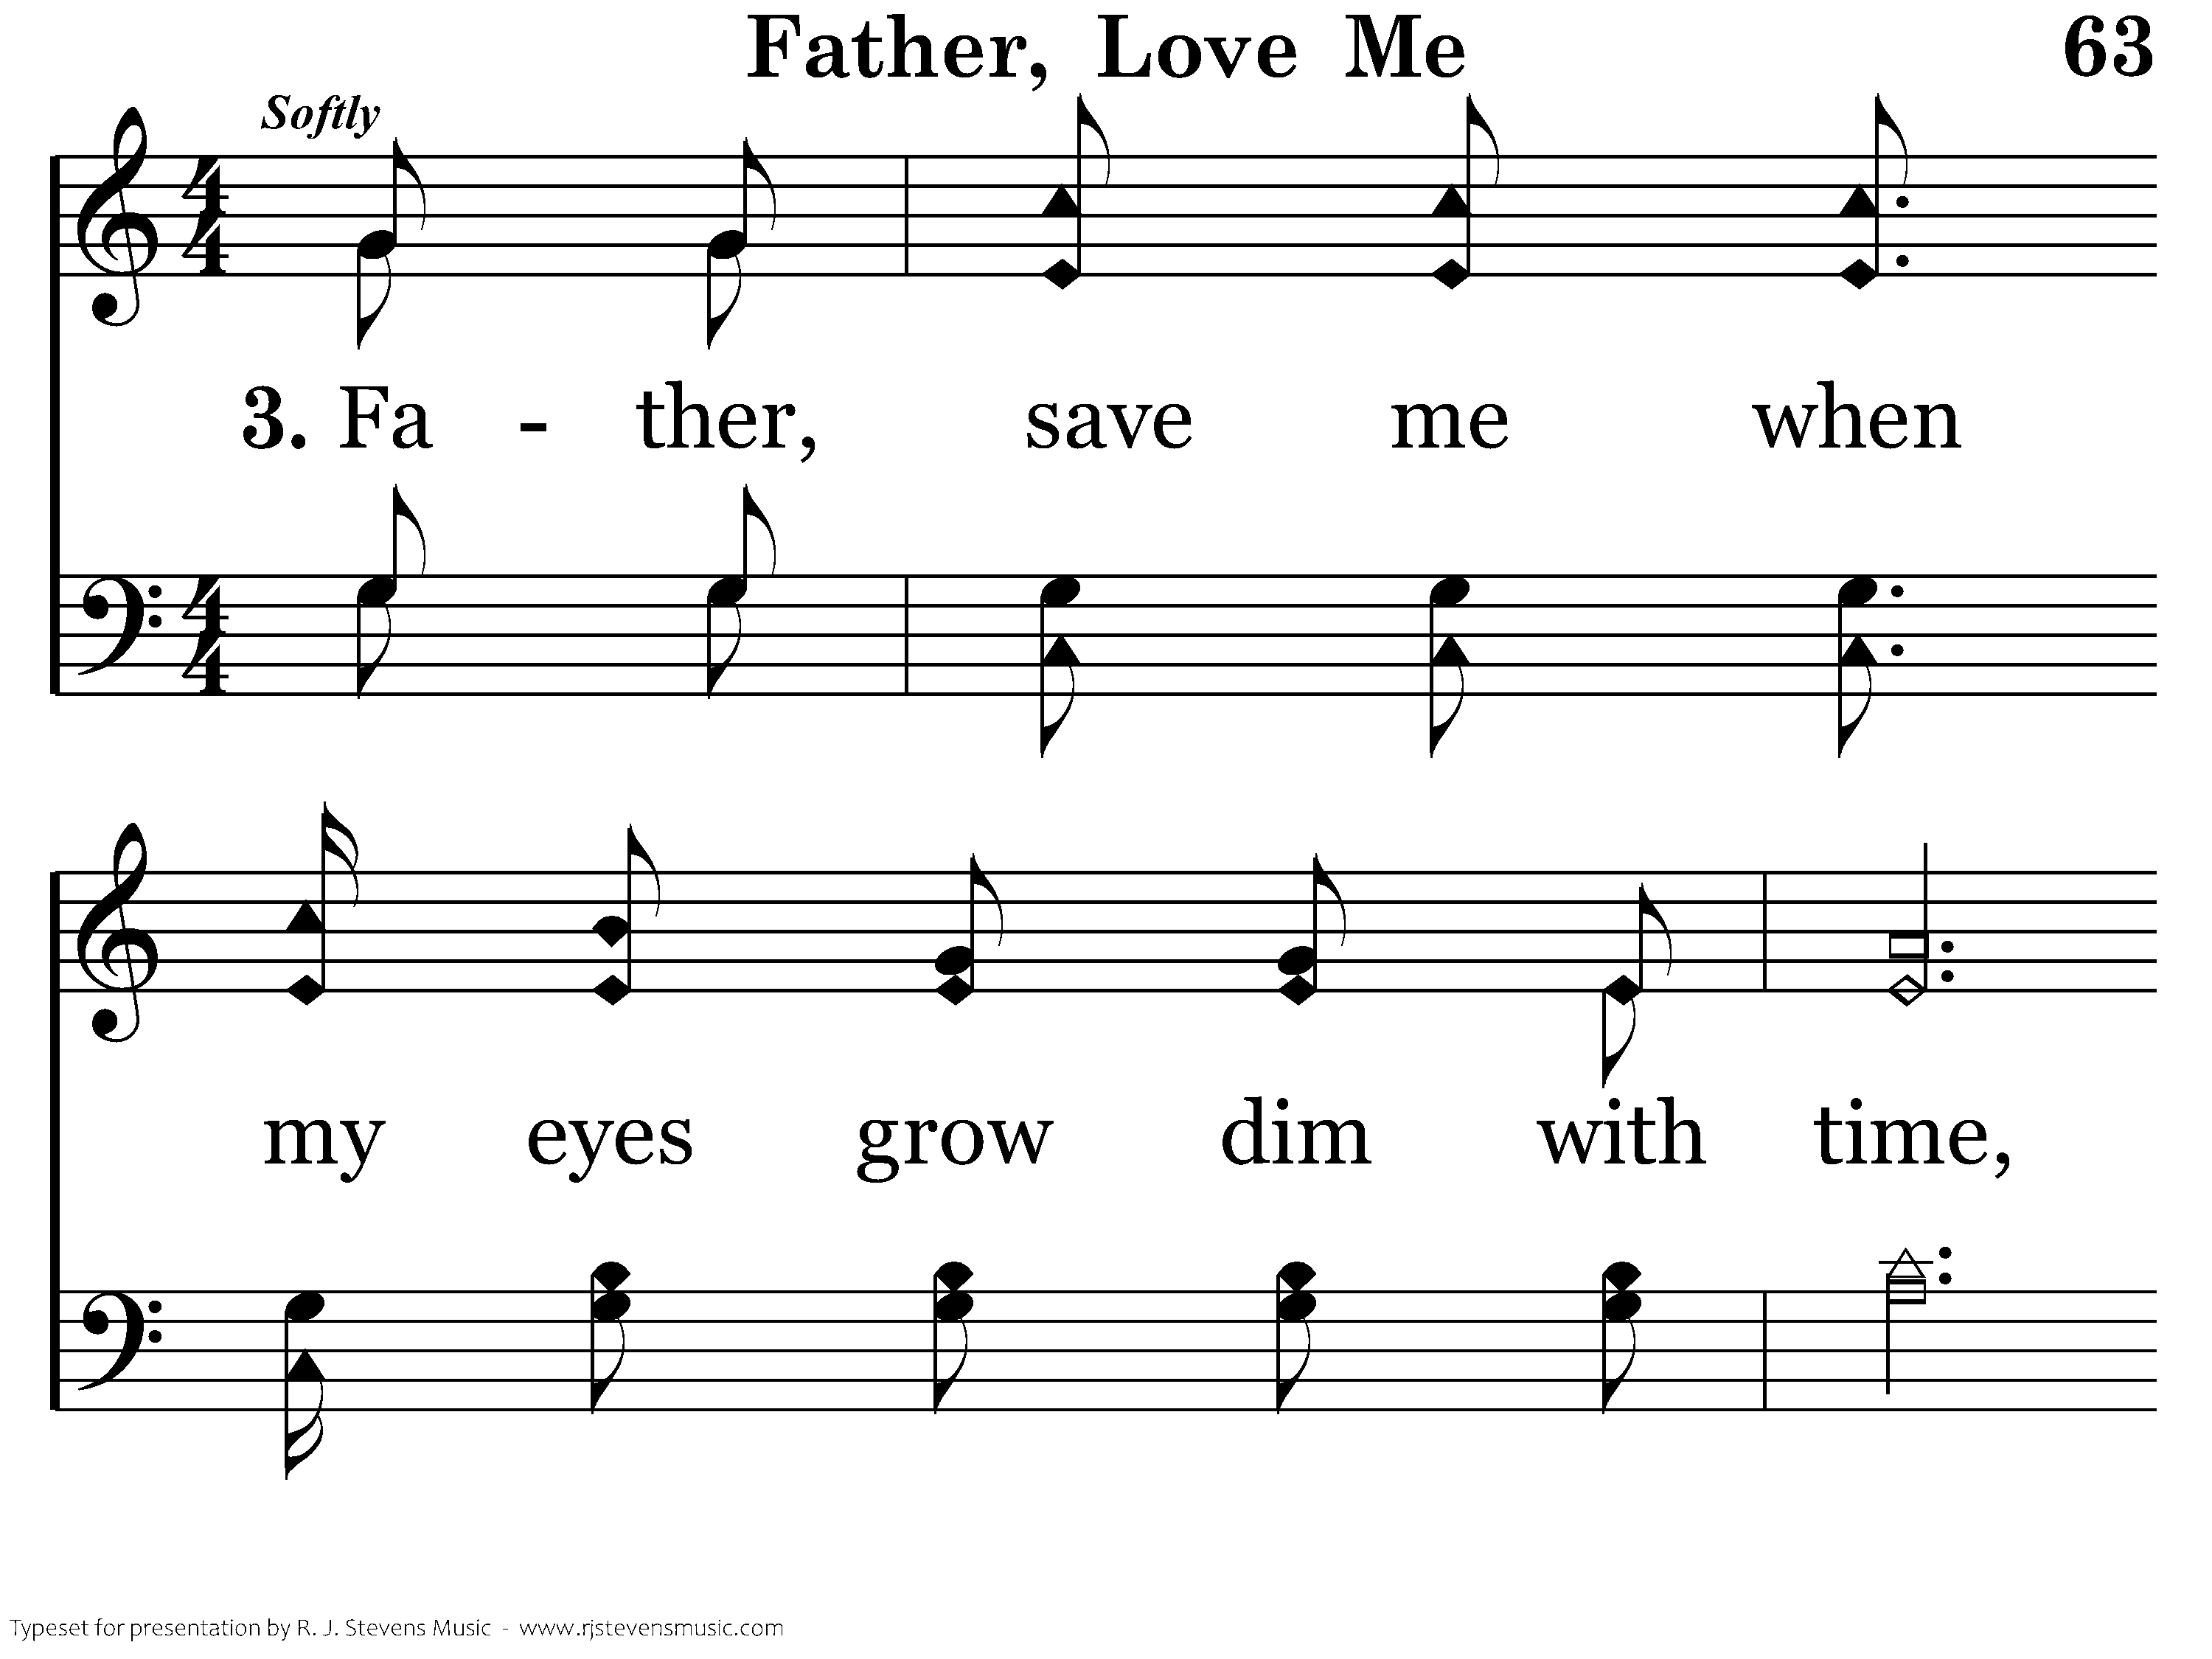 Father, Love Me 63
Softly
3. Fa - ther, save me when
my eyes grow dim with time,
Typeset for presentation by R. J. Stevens Music - www.rjstevensmusic.com